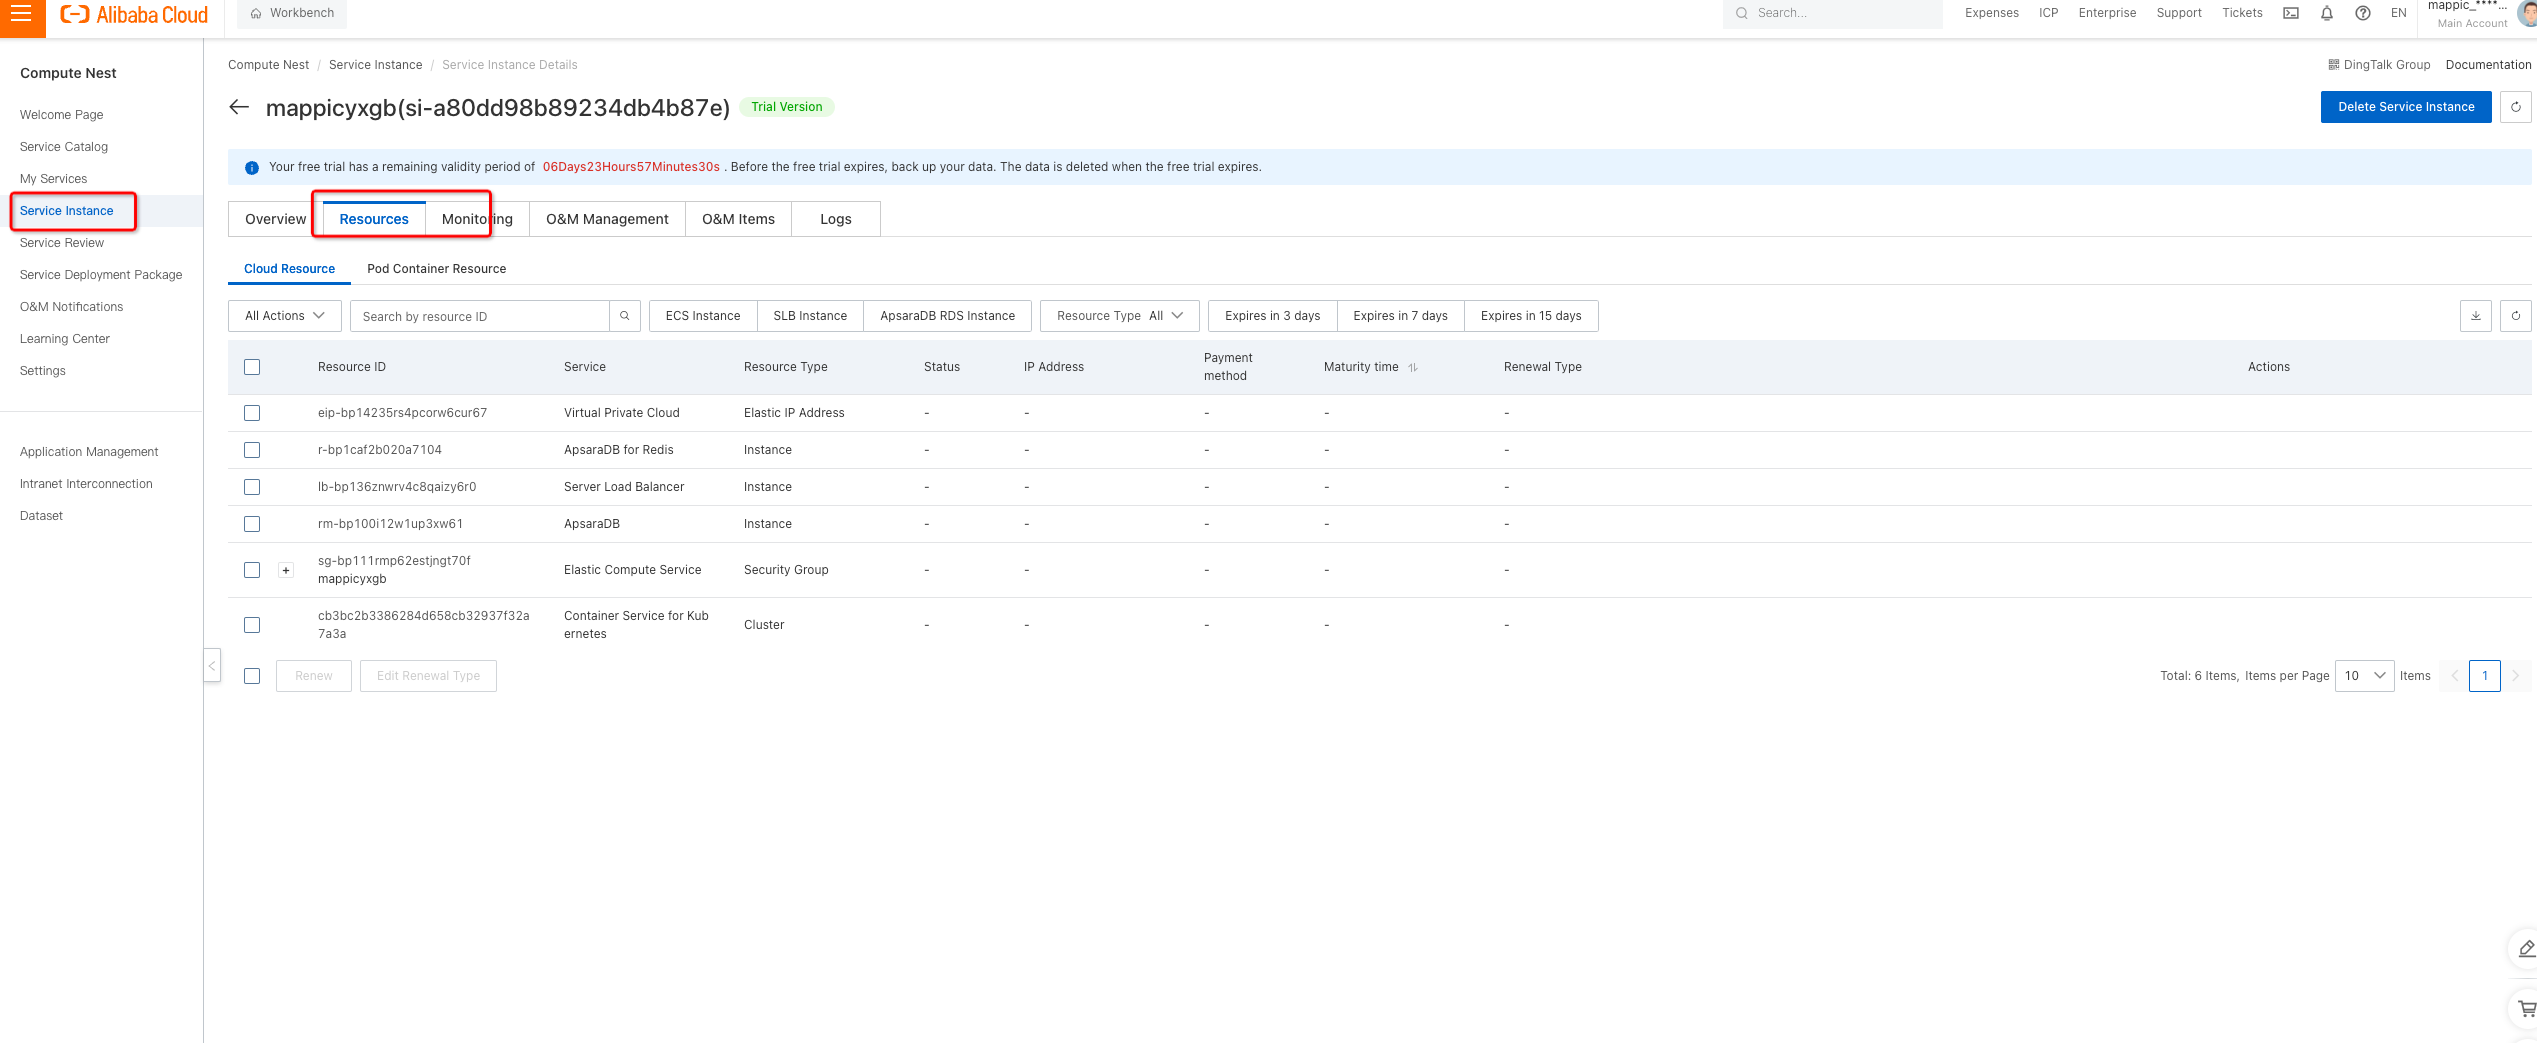 Alibaba Cloud
Workbench
Search...
Expenses
ICP
Enterprise
Support
Tickets
EN
mappic_****...
Main Account
Compute Nest
Welcome Page
Service Catalog
My Services
Service Instance
Service Review
Service Deployment Package
O&M Notifications
Learning Center
Settings
Application Management
Intranet Interconnection
Dataset
Compute Nest / Service Instance / Service Instance Details
DingTalk Group
Documentation
mappicyxgb(si-a80dd98b89234db4b87e)
Trial Version
Delete Service Instance
Your free trial has a remaining validity period of 06Days23Hours57Minutes30s . Before the free trial expires, back up your data. The data is deleted when the free trial expires.
Overview
Resources
Monitoring
O&M Management
O&M Items
Logs
Cloud Resource
Pod Container Resource
All Actions
Search by resource ID
ECS Instance
SLB Instance
ApsaraDB RDS Instance
Resource Type All
Expires in 3 days
Expires in 7 days
Expires in 15 days
Resource ID
Service
Resource Type
Status
IP Address
Payment
method
Maturity time
Renewal Type
Actions
eip-bp14235rs4pcorw6cur67 Virtual Private Cloud Elastic IP Address - - - - -
r-bp1caf2b020a7104 ApsaraDB for Redis Instance - - - - -
lb-bp136znwrv4c8qaizy6r0 Server Load Balancer Instance - - - - -
rm-bp100i12w1up3xw61 ApsaraDB Instance - - - - -
+ sg-bp111rmp62estjngt70f
mappicyxgb
Elastic Compute Service Security Group - - - - -
cb3bc2b3386284d658cb32937f32a
7a3a
Container Service for Kub
ernetes
Cluster - - - - -
Renew
Edit Renewal Type
Total: 6 Items, Items per Page 10 Items
1